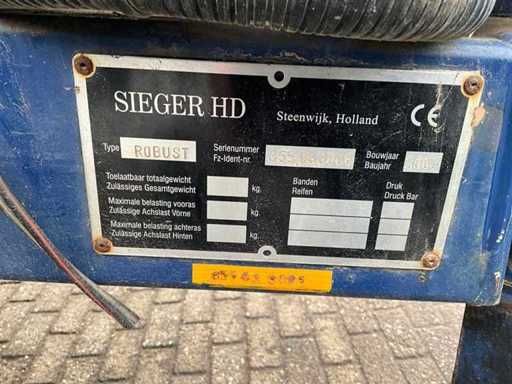 SIEGER HD
Steenwijk, Holland CE
Type ROBUST Serienummer Bouwjaar
Fz-Ident-nr. Baujahr
Toelaatbaar totaalgewicht kg. Banden Druk
Zulässiges Gesamtgewicht Reifen Druck Bar
Maximale belasting vooras kg.
Zulässige Achslast Vörne
Maximale belasting achteras kg.
Zulässige Achslast Hinten